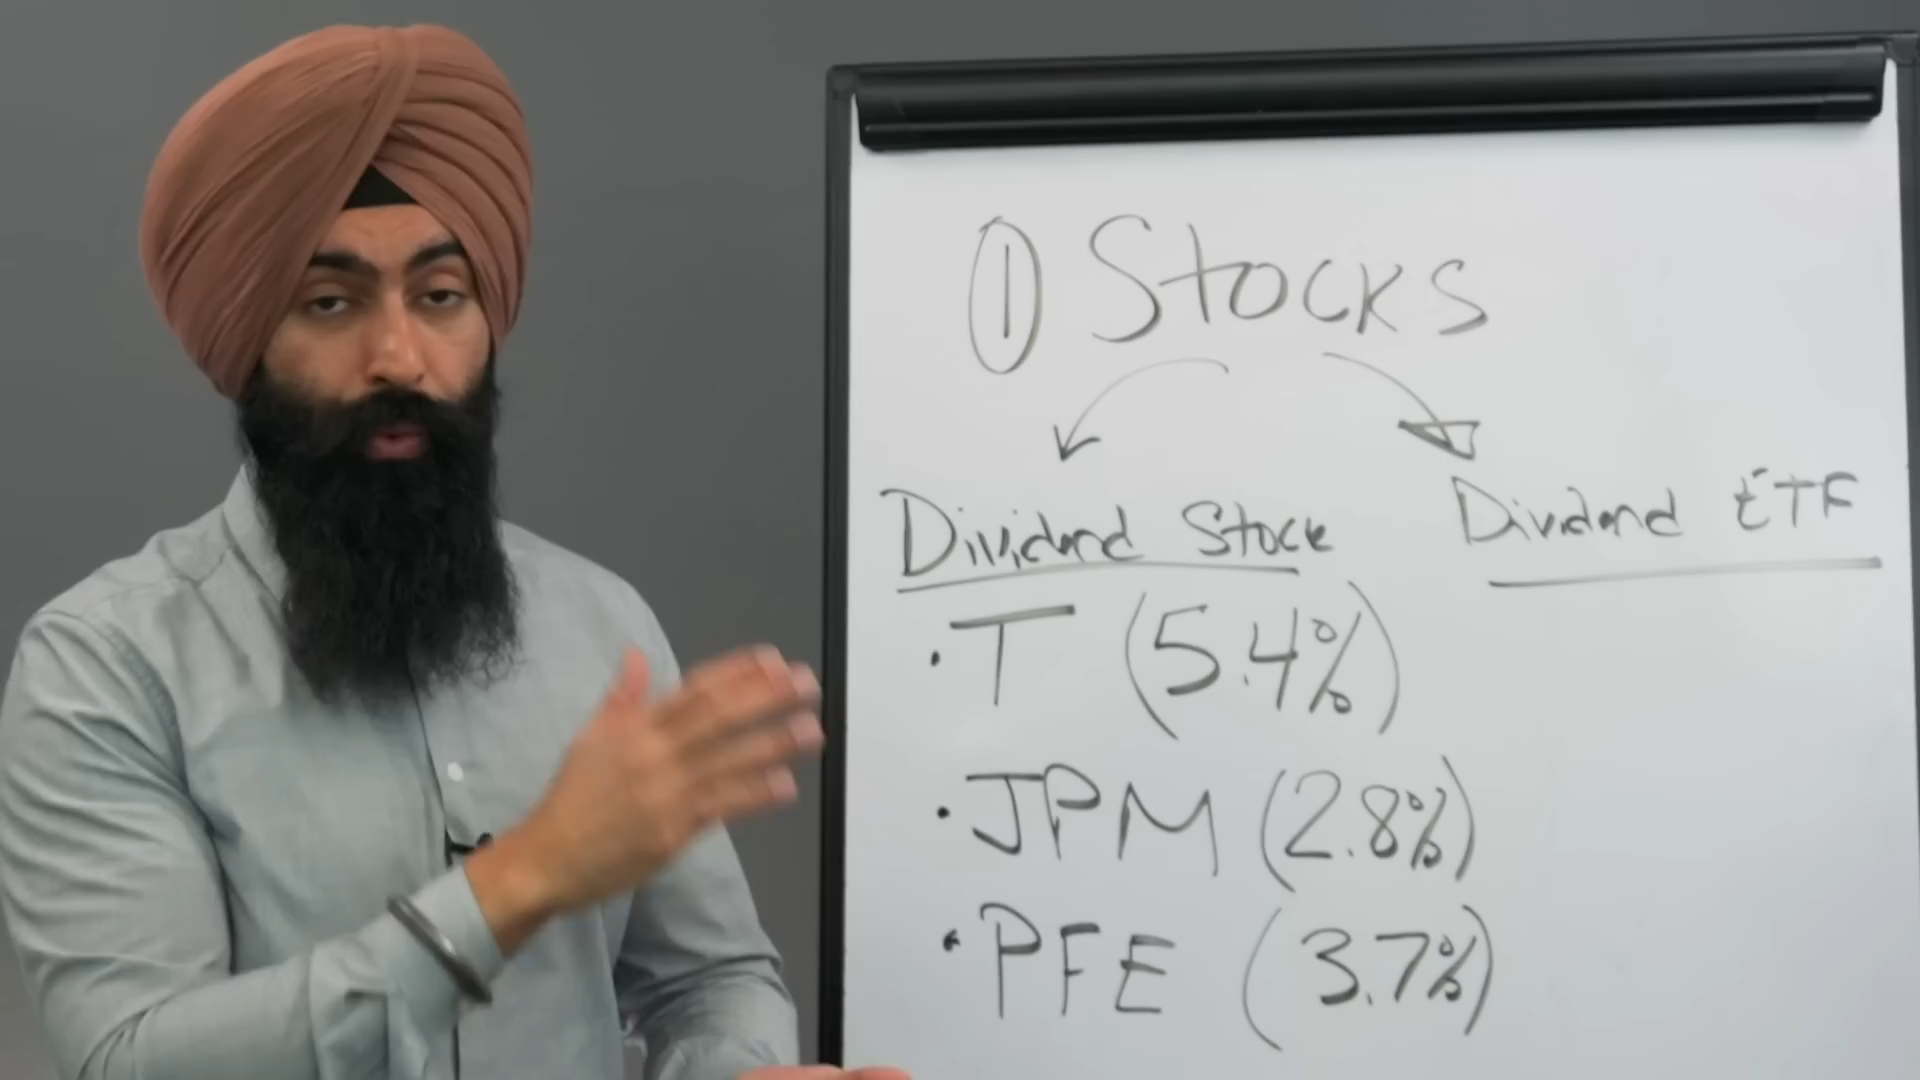 ① Stocks
Dividend Stock
Dividend ETF
· T (5.4%)
· JPM (2.8%)
· PFE (3.7%)